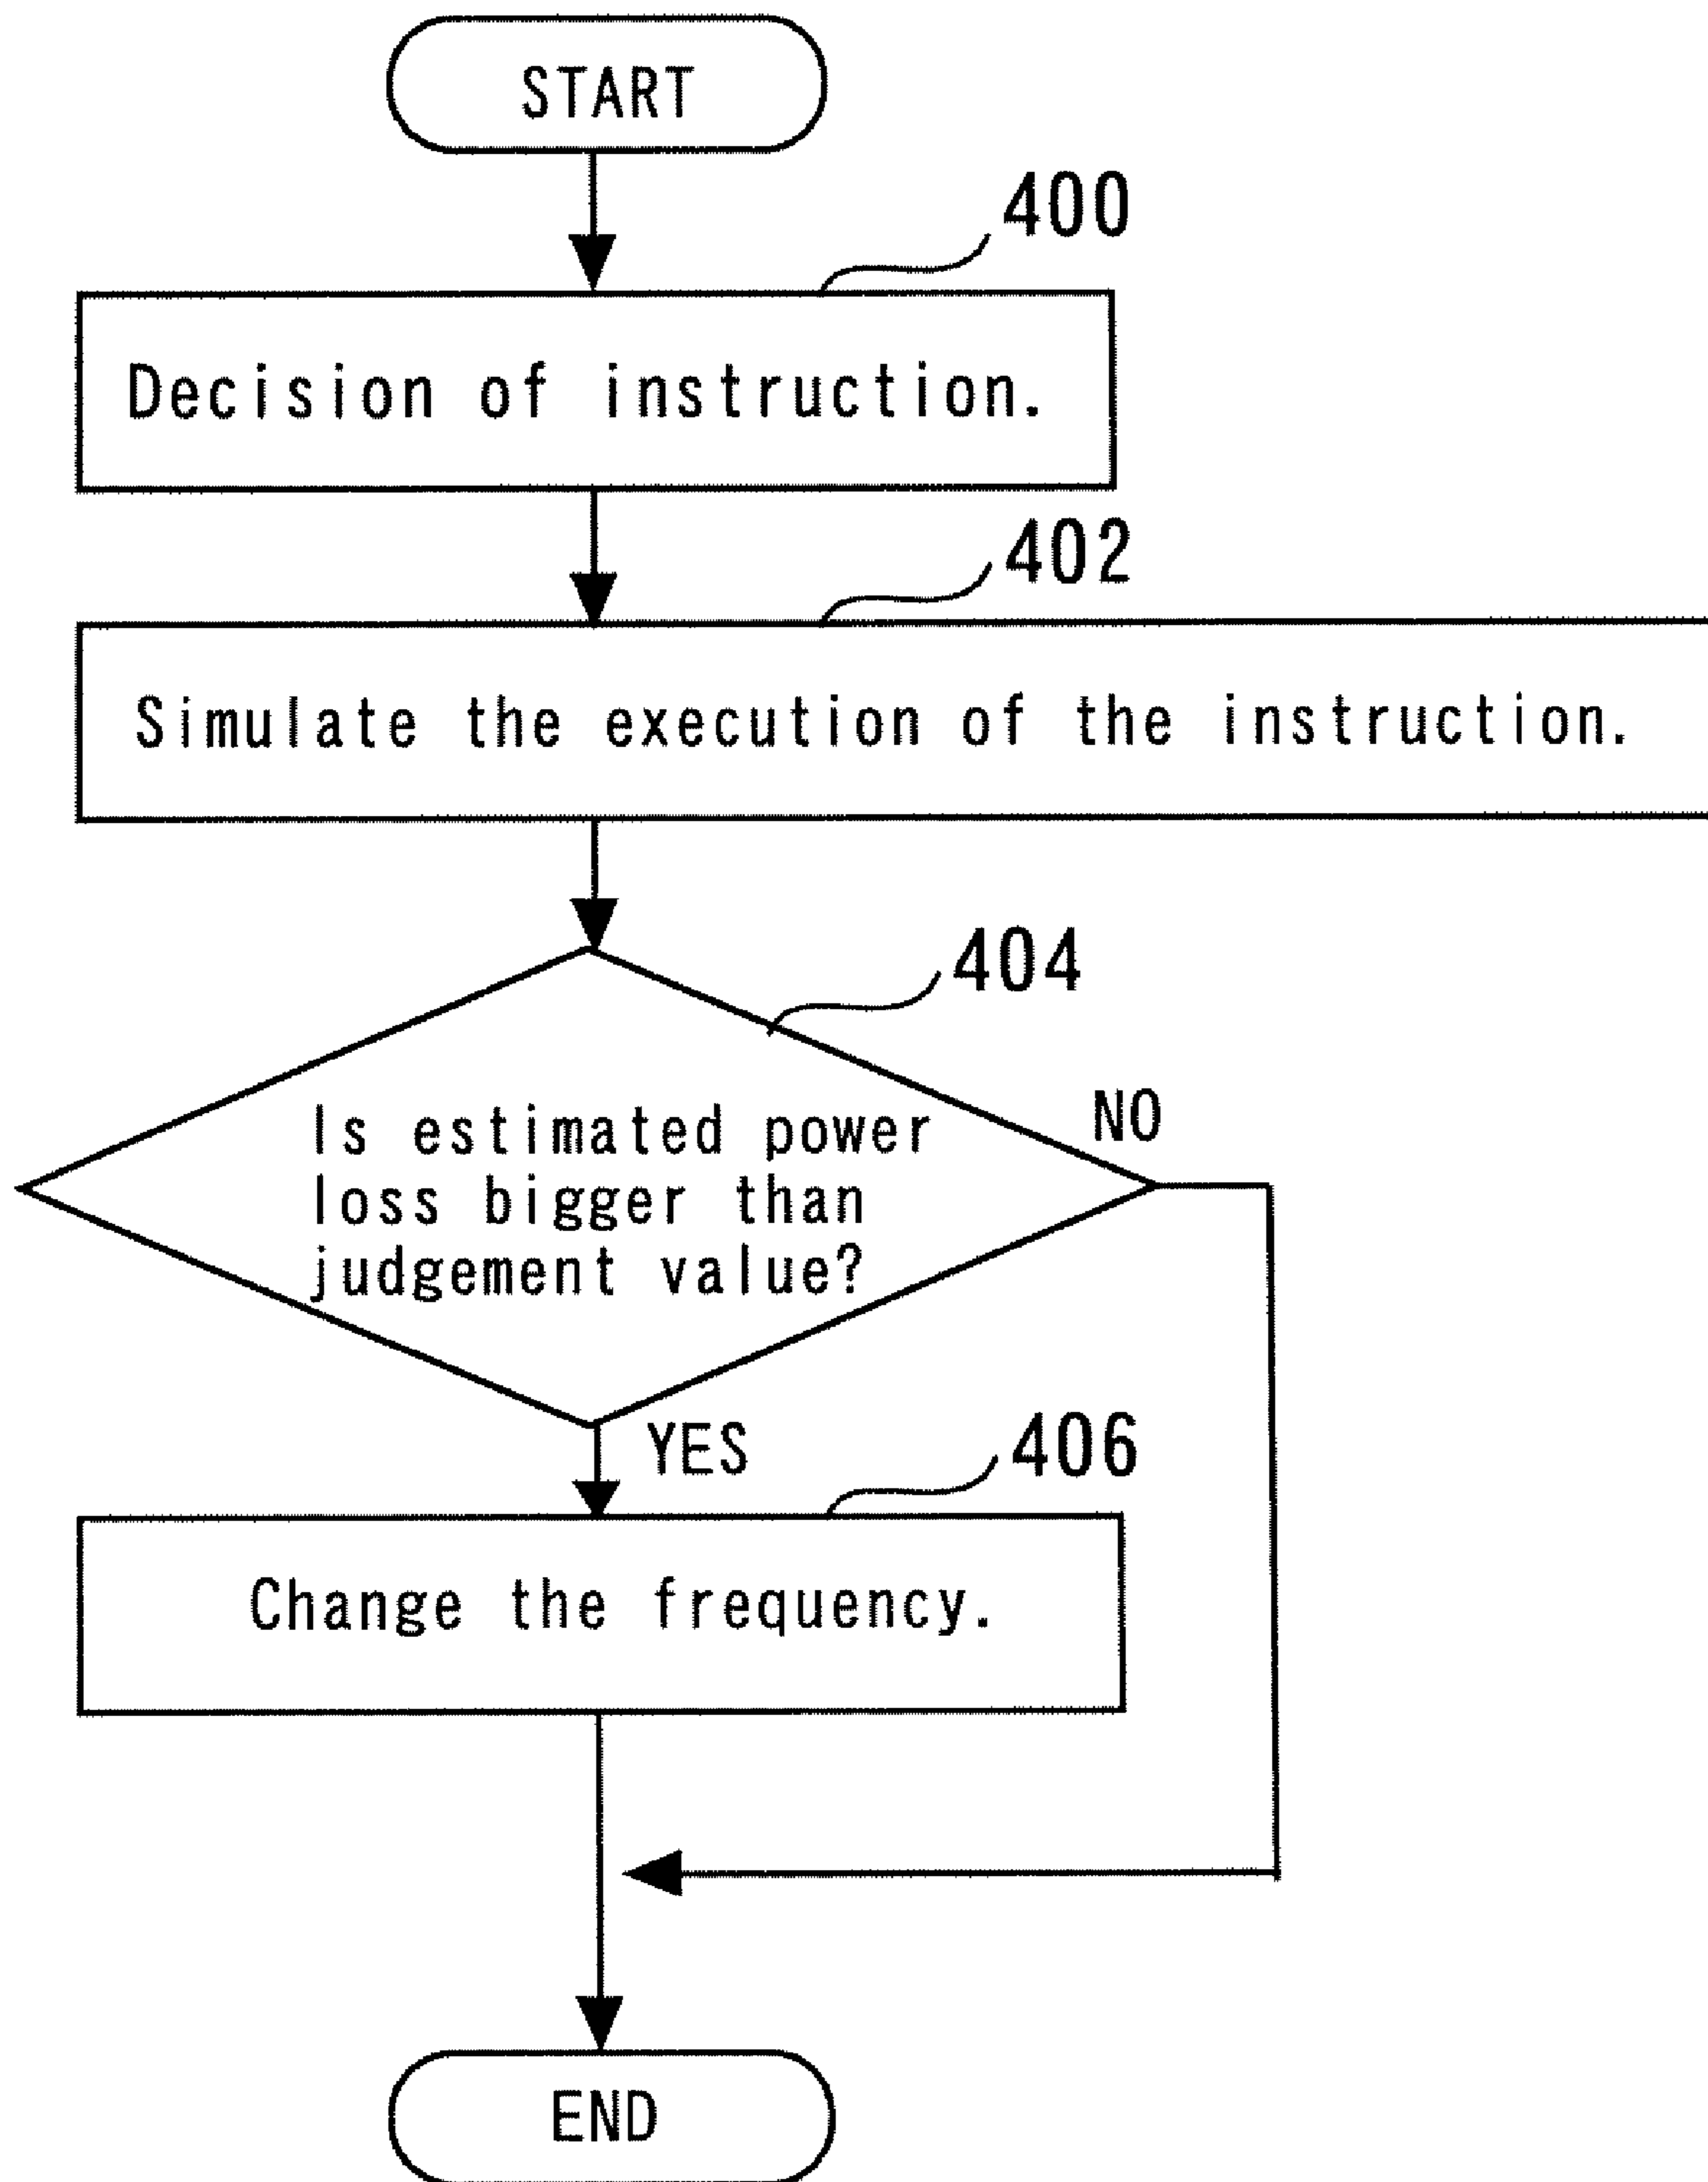 START
400
Decision of instruction.
402
Simulate the execution of the instruction.
404
NO
Is estimated power
loss bigger than
judgement value?
YES
406
Change the frequency.
END